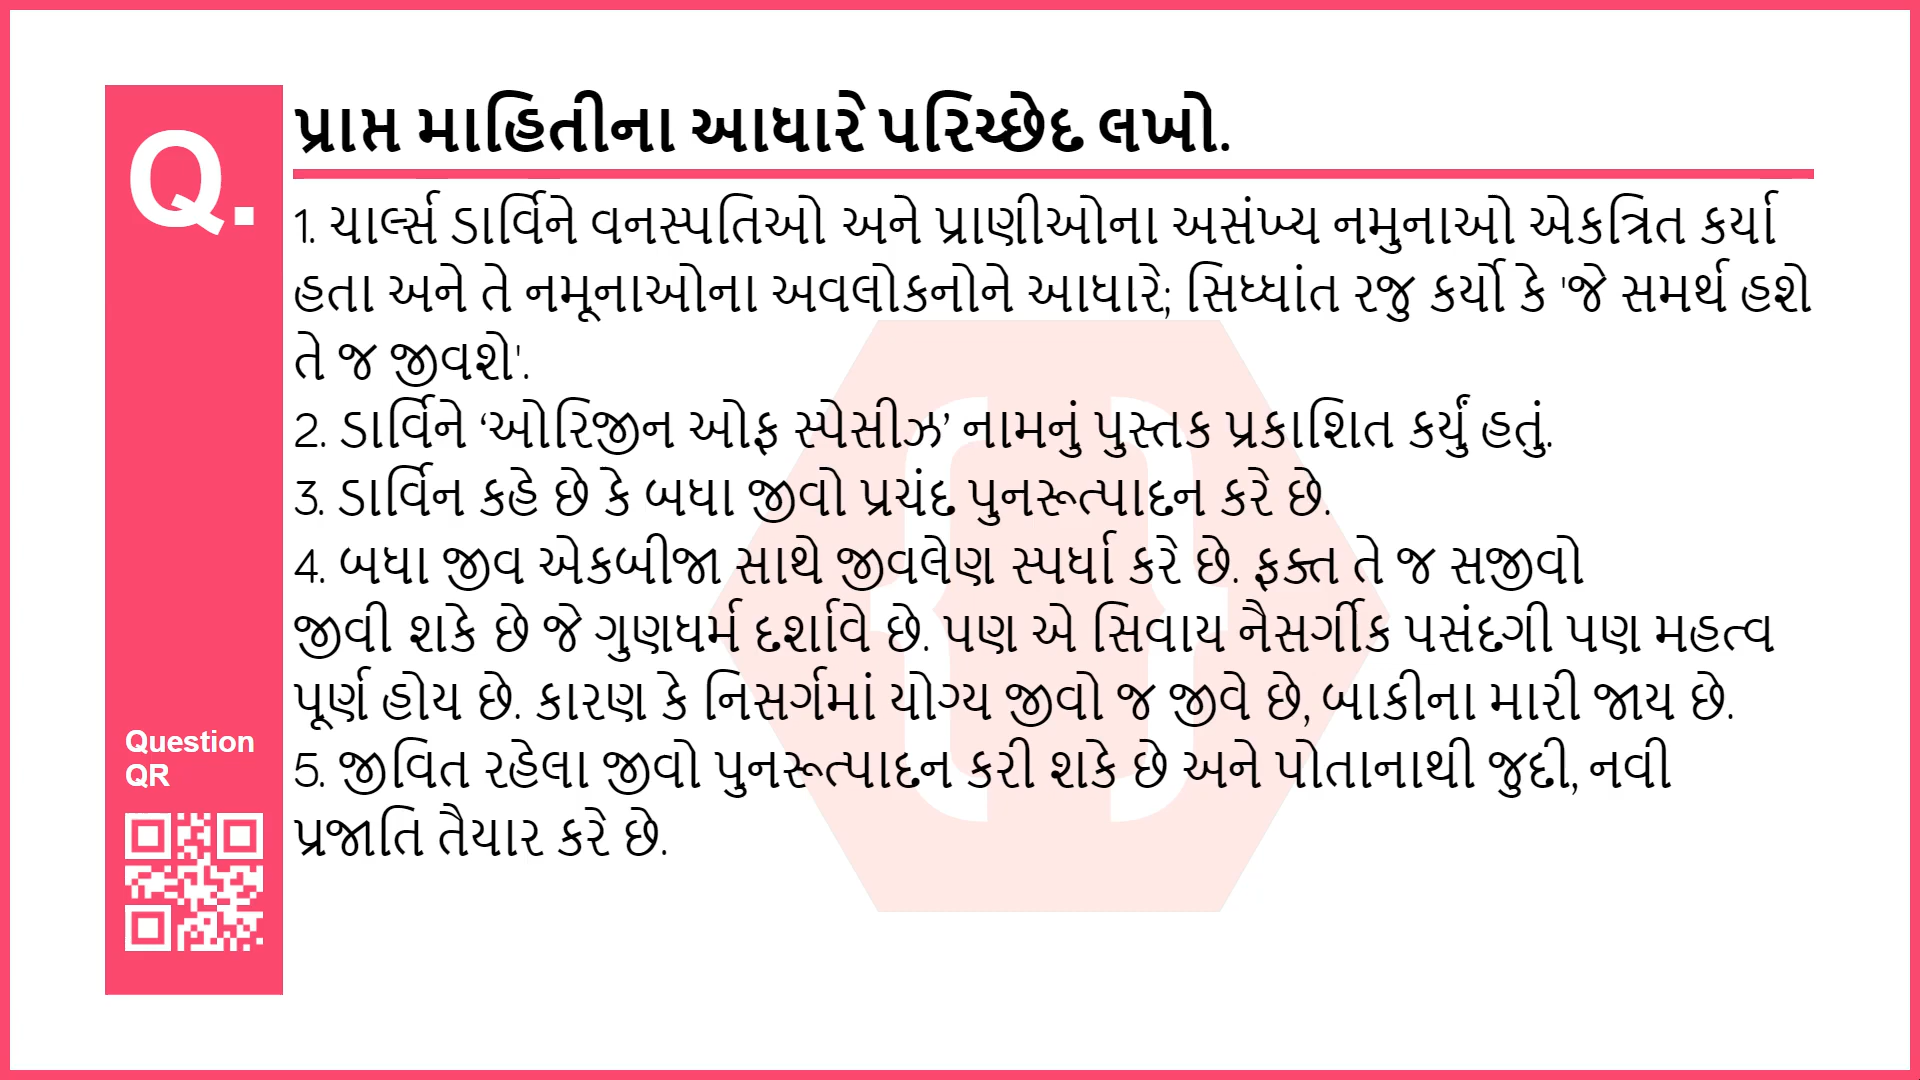 Q.
પ્રાપ્ત માહિતીના આધારે પરિચ્છેદ લખો.
1. ચાર્લ્સ ડાર્વિને વનસ્પતિઓ અને પ્રાણીઓના અસંખ્ય નમુનાઓ એકત્રિત કર્યા
હતા અને તે નમૂનાઓના અવલોકનોને આધારે; સિધ્ધાંત રજુ કર્યો કે 'જે સમર્થ હશે
તે જ જીવશે'.
2. ડાર્વિને ‘ઓરિજીન ઓફ સ્પેસીઝ’ નામનું પુસ્તક પ્રકાશિત કર્યું હતું.
3. ડાર્વિન કહે છે કે બધા જીવો પ્રચંદ પુનરૂત્પાદન કરે છે.
4. બધા જીવ એકબીજા સાથે જીવલેણ સ્પર્ધા કરે છે. ફક્ત તે જ સજીવો
જીવી શકે છે જે ગુણધર્મ દર્શાવે છે. પણ એ સિવાય નૈસર્ગીક પસંદગી પણ મહત્વ
પૂર્ણ હોય છે. કારણ કે નિસર્ગમાં યોગ્ય જીવો જ જીવે છે, બાકીના મારી જાય છે.
5. જીવિત રહેલા જીવો પુનરૂત્પાદન કરી શકે છે અને પોતાનાથી જુદી, નવી
પ્રજાતિ તૈયાર કરે છે.
Question
QR